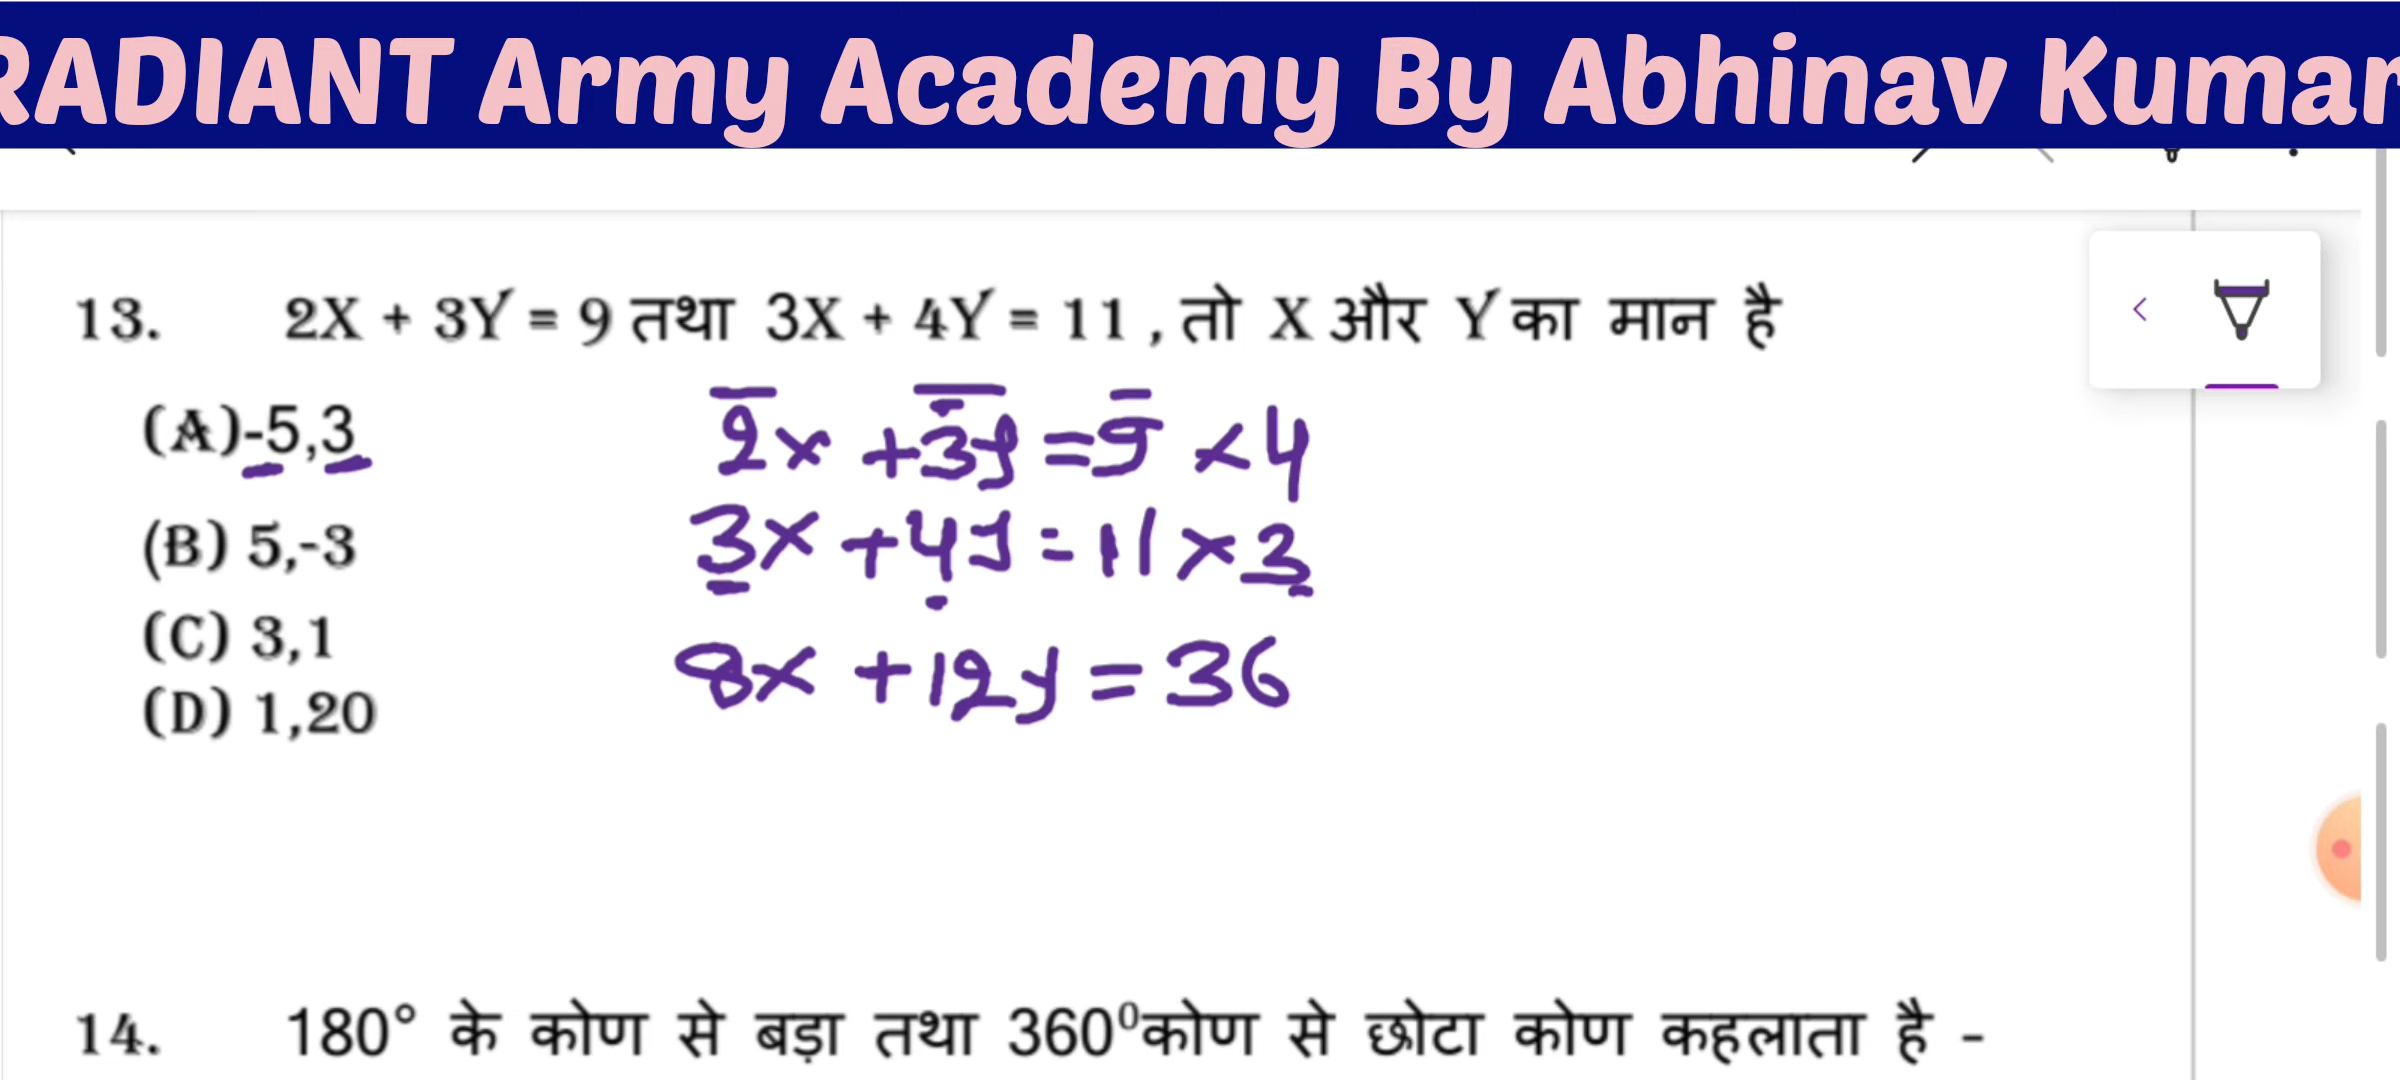 RADIANT Army Academy By Abhinav Kumar
13. 2X + 3Y = 9 तथा 3X + 4Y = 11 , तो X और Y का मान है
(A)-5,3
2x +3y =9 ×4
(B) 5,-3
3x +4y = 11 ×3
(C) 3,1
8x +12y = 36
(D) 1,20
14. 180° के कोण से बड़ा तथा 360⁰कोण से छोटा कोण कहलाता है -